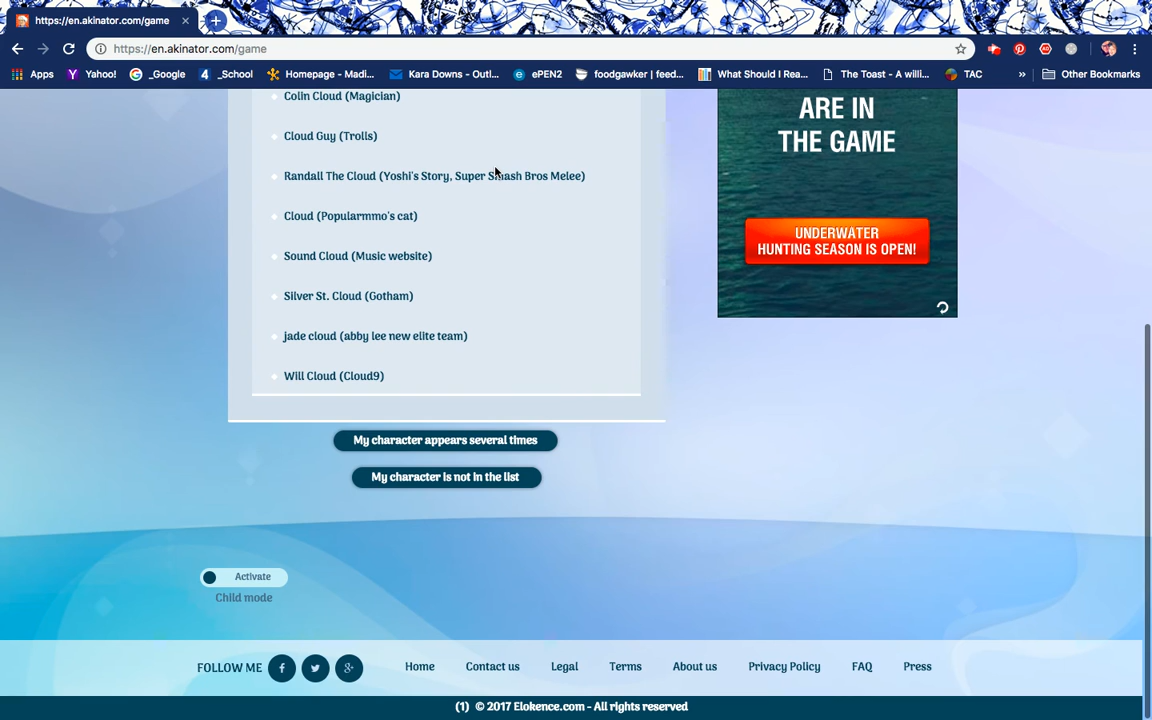 https://en.akinator.com/game
https://en.akinator.com/game
Apps
Yahoo!
_Google
_School
Homepage - Madi...
Kara Downs - Outl...
ePEN2
foodgawker | feed...
What Should I Rea...
The Toast - A willi...
TAC
»
Other Bookmarks
Colin Cloud (Magician)
Cloud Guy (Trolls)
Randall The Cloud (Yoshi's Story, Super Smash Bros Melee)
Cloud (Popularmmo's cat)
Sound Cloud (Music website)
Silver St. Cloud (Gotham)
jade cloud (abby lee new elite team)
Will Cloud (Cloud9)
My character appears several times
My character is not in the list
ARE IN
THE GAME
UNDERWATER
HUNTING SEASON IS OPEN!
Activate
Child mode
FOLLOW ME
Home
Contact us
Legal
Terms
About us
Privacy Policy
FAQ
Press
(1) © 2017 Elokence.com - All rights reserved